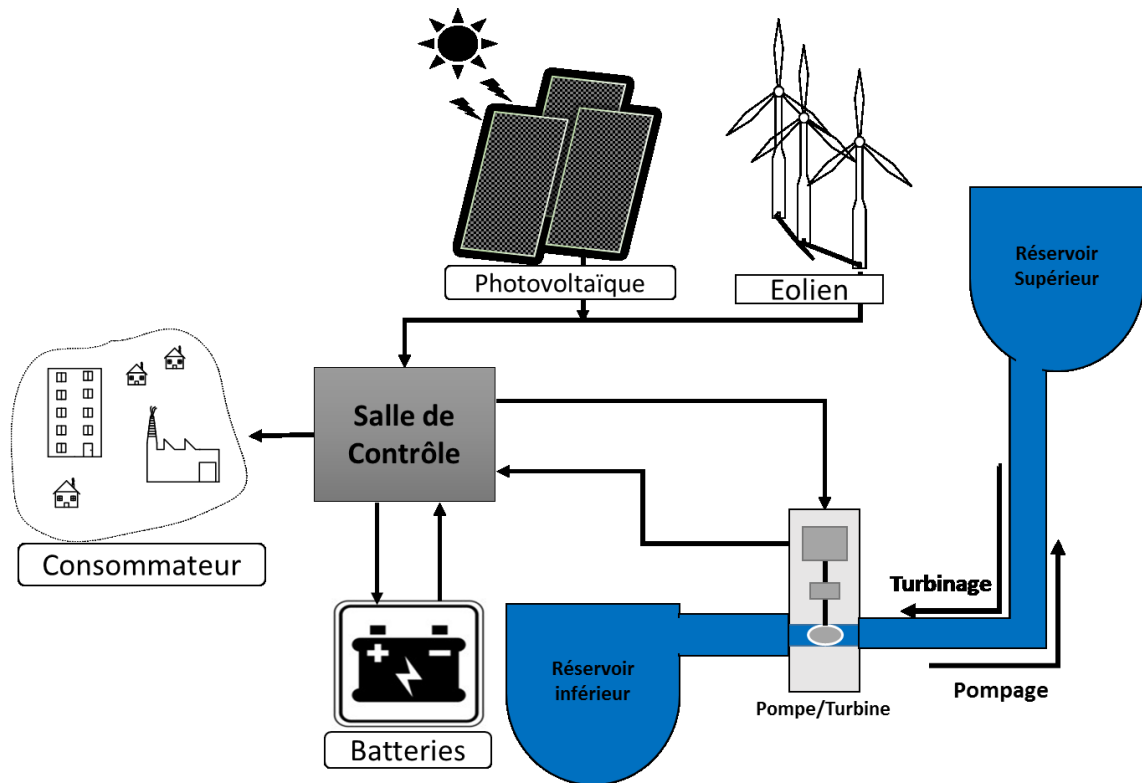 Photovoltaïque
Eolien
Réservoir
Supérieur
Salle de
Contrôle
Consommateur
Turbinage
Réservoir
inférieur
Pompage
Pompe/Turbine
Batteries